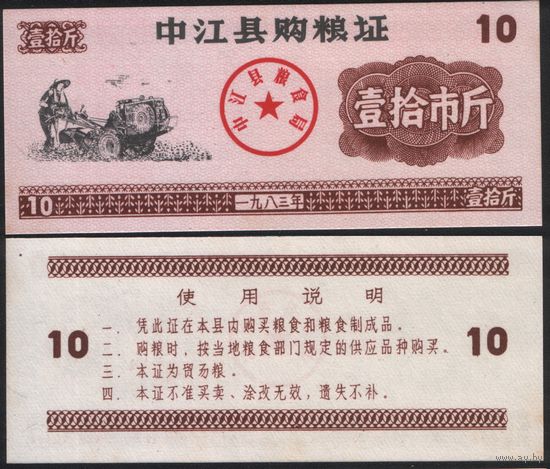 壹拾斤
中江县购粮证
10
中江县粮食局
壹拾市斤
10
一九八三年
壹拾斤
使用说明
一. 凭此证在本县内购买粮食和粮食制成品。
10
二. 购粮时，按当地粮食部门规定的供应品种购买。
10
三. 本证为贸易粮。
四. 本证不准买卖、涂改无效，遗失不补。
www.au.by